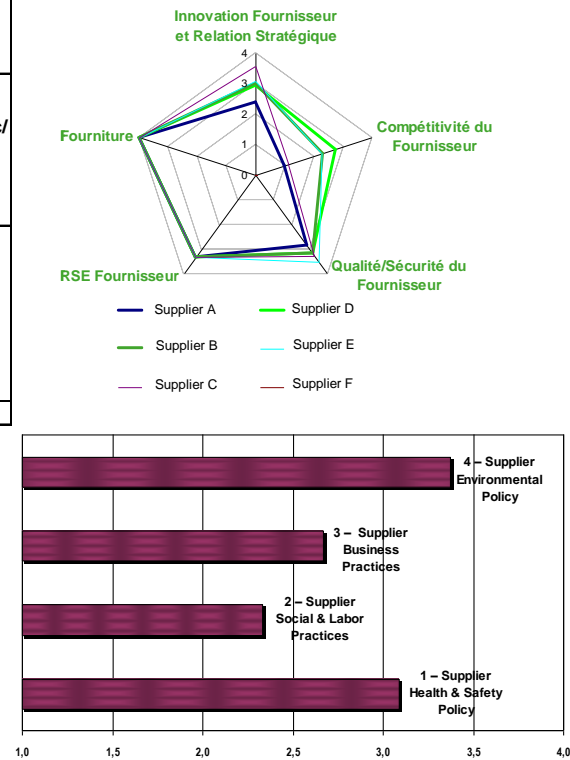 Innovation Fournisseur
et Relation Stratégique
4
3
2
1
0
c/
Fourniture
Compétitivité du
Fournisseur
RSE Fournisseur
Qualité/Sécurité du
Fournisseur
Supplier A
Supplier D
Supplier B
Supplier E
Supplier C
Supplier F
4 – Supplier
Environmental
Policy
3 – Supplier
Business
Practices
2 – Supplier
Social & Labor
Practices
1 – Supplier
Health & Safety
Policy
1,0 1,5 2,0 2,5 3,0 3,5 4,0